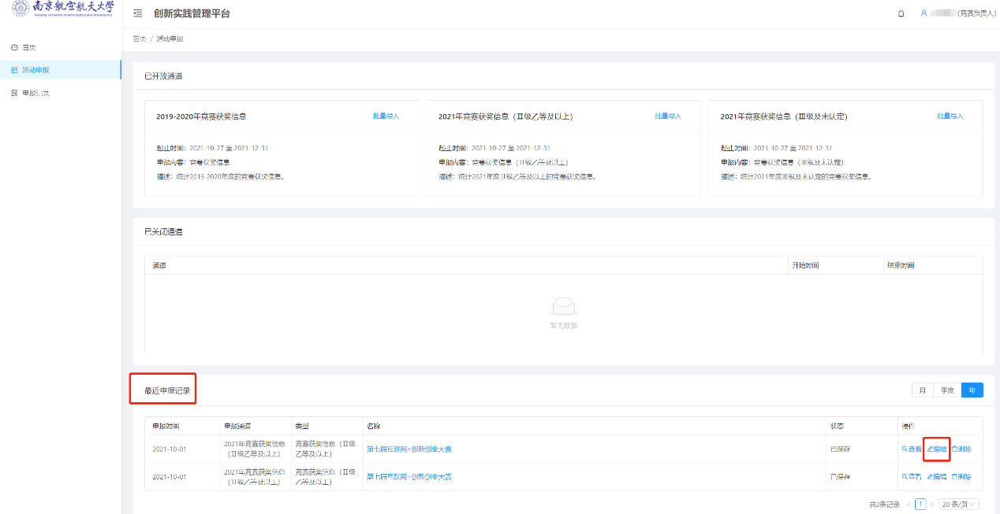 南京航空航天大学
Nanjing University of Aeronautics and Astronautics
创新实践管理平台
(竞赛负责人)
首页 / 活动申报
首页
活动申报
申报记录
已开放通道
2019-2020年竞赛获奖信息 批量导入
起止时间: 2021-10-27 至 2021-12-31
申报内容: 竞赛获奖信息
描述: 统计2019-2020年度的竞赛获奖信息。
2021年竞赛获奖信息（II级乙等及以上） 批量导入
起止时间: 2021-10-27 至 2021-12-31
申报内容: 竞赛获奖信息（II级乙等及以上）
描述: 统计2021年度II级乙等及以上的竞赛获奖信息。
2021年竞赛获奖信息（III级及未认定） 批量导入
起止时间: 2021-10-27 至 2021-12-31
申报内容: 竞赛获奖信息（III级及未认定）
描述: 统计2021年度III级及未认定的竞赛获奖信息。
已关闭通道
通道 开始时间 结束时间
暂无数据
最近申报记录
月 季度 年
申报时间 申报通道 类型 名称 状态 操作
2021-10-01 2021年竞赛获奖信息（II级乙等及以上） 竞赛获奖信息（II级乙等及以上） 第七届互联网+创新创业大赛 已保存 查看 编辑 删除
2021-10-01 2021年竞赛获奖信息（II级乙等及以上） 竞赛获奖信息（II级乙等及以上） 第七届互联网+创新创业大赛 已保存 查看 编辑 删除
共2条记录 < 1 > 20 条/页